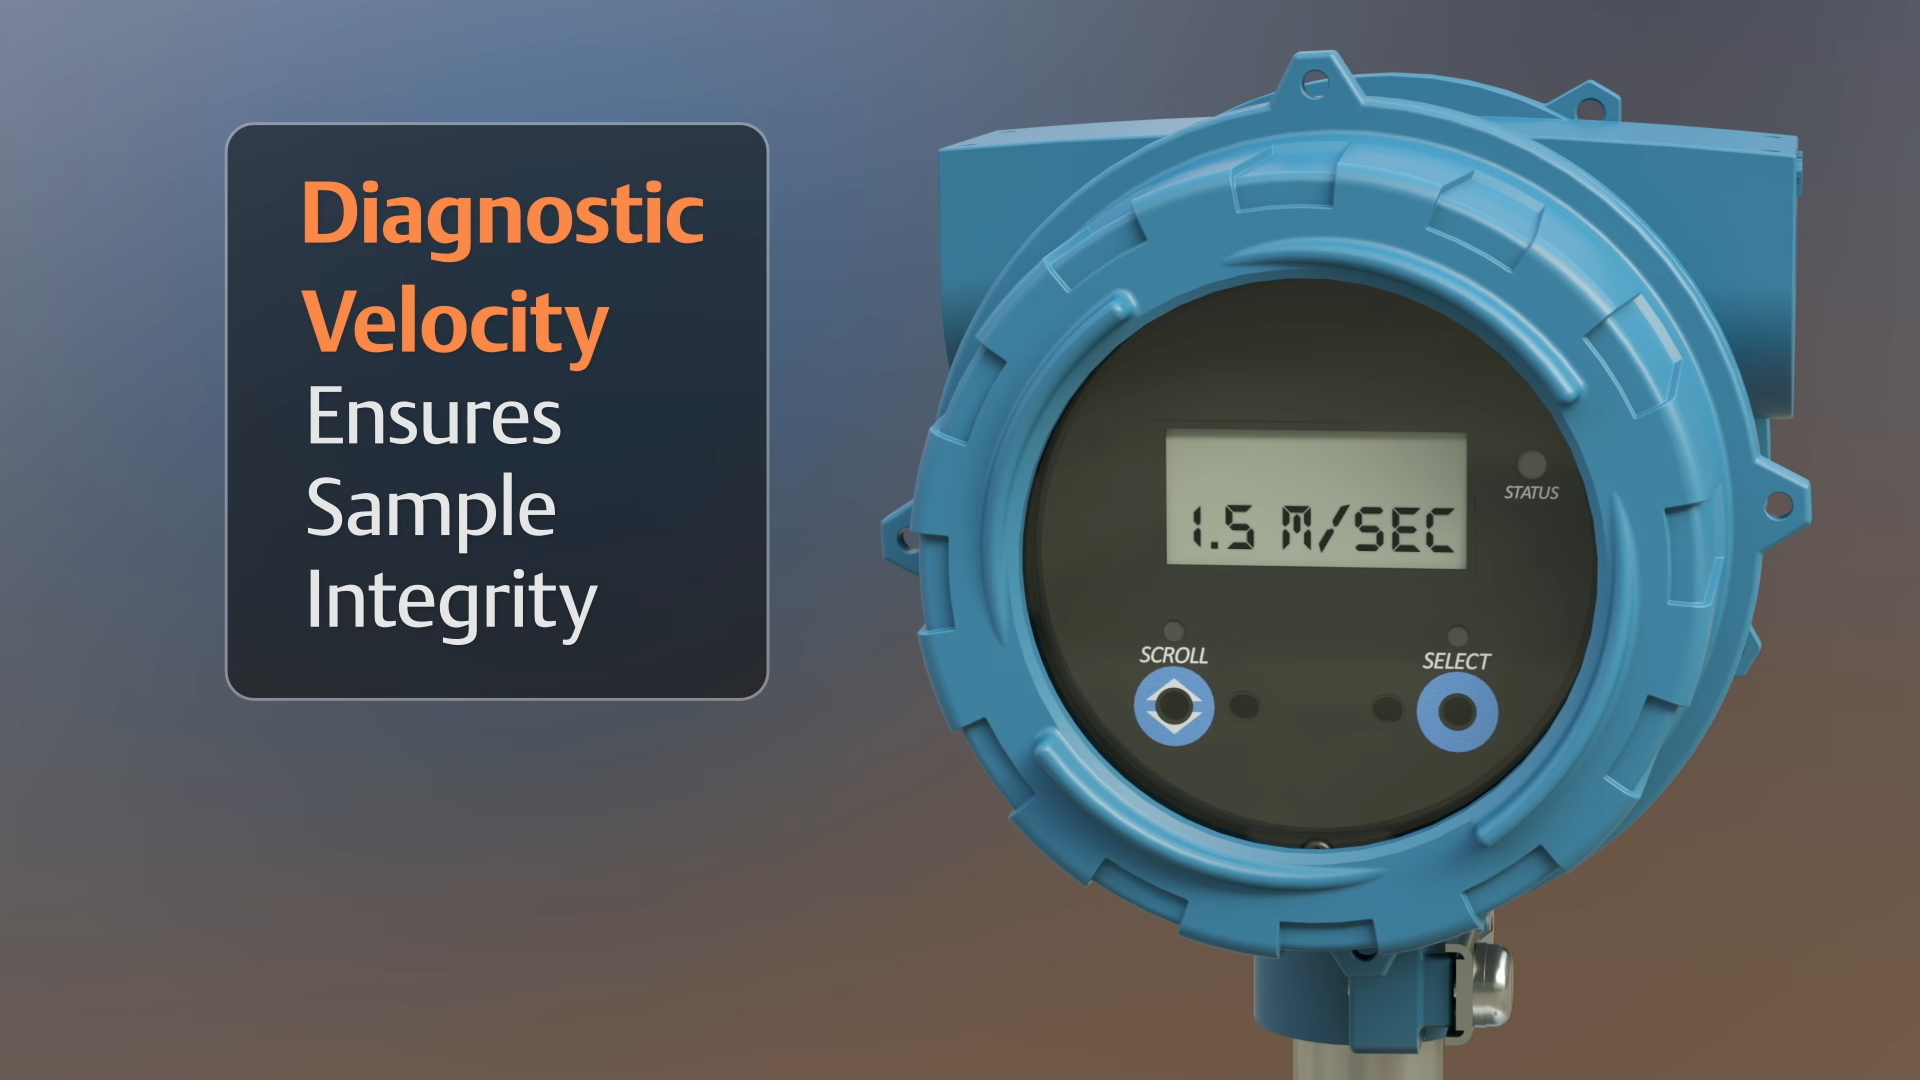 Diagnostic
Velocity
Ensures
Sample
Integrity
1.5 M/SEC
STATUS
SCROLL
SELECT